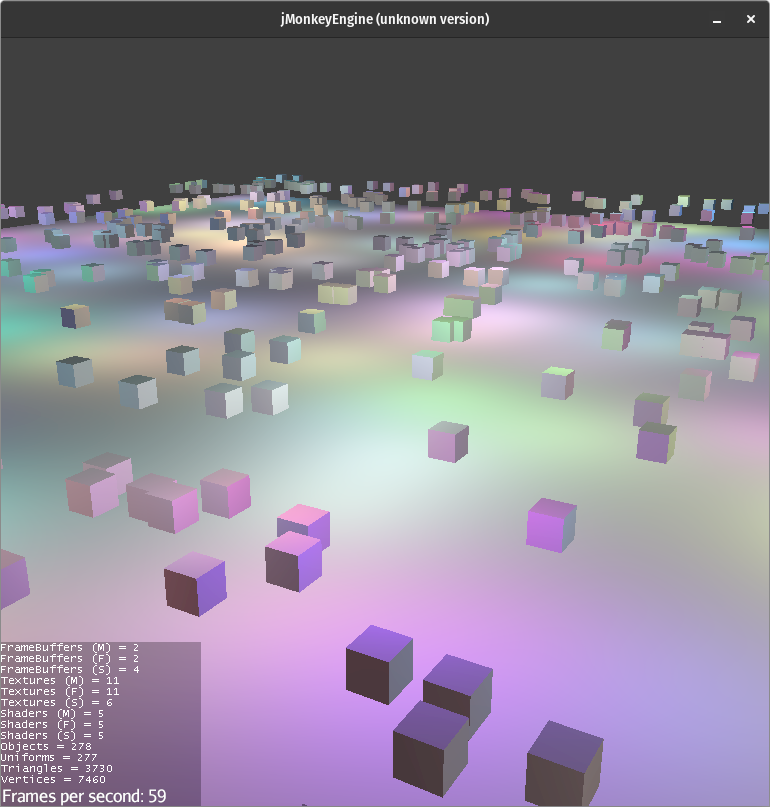 jMonkeyEngine (unknown version)
FrameBuffers (M) = 2
FrameBuffers (F) = 2
FrameBuffers (S) = 4
Textures (M) = 11
Textures (F) = 11
Textures (S) = 6
Shaders (M) = 5
Shaders (F) = 5
Shaders (S) = 5
Objects = 278
Uniforms = 277
Triangles = 3730
Vertices = 7460
Frames per second: 59